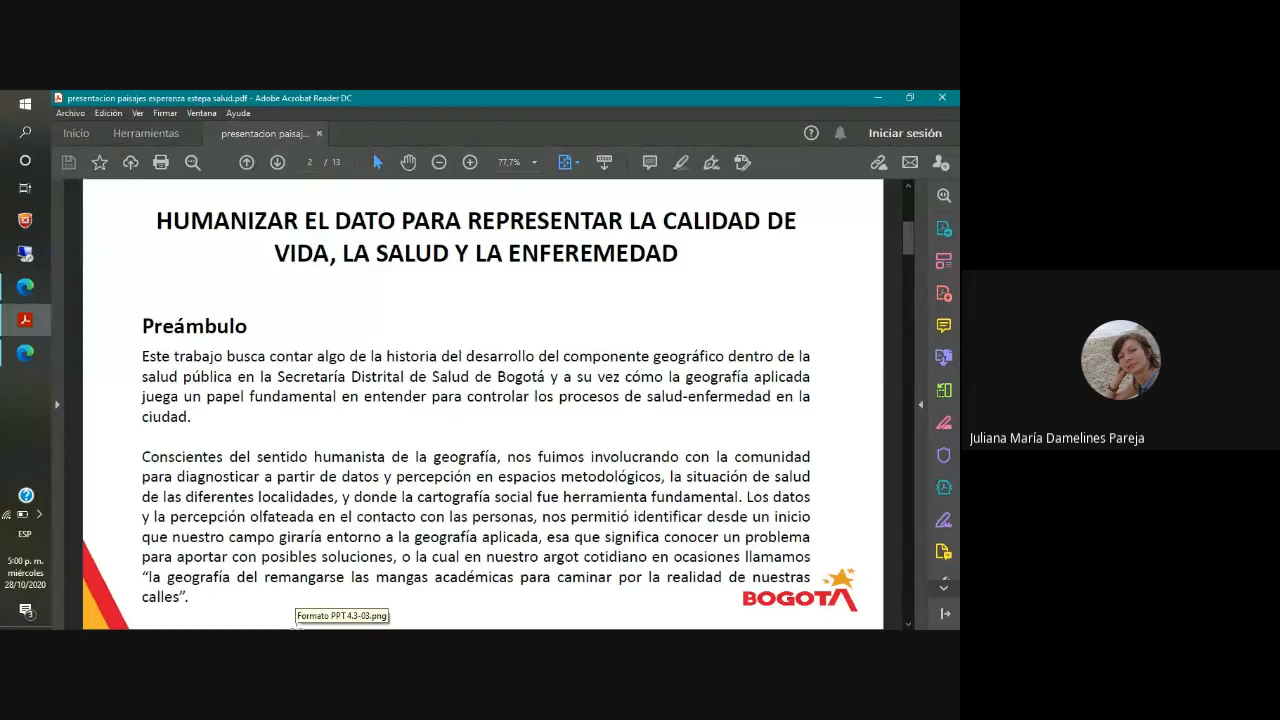 presentacion paisajes esperanza estepa salud.pdf - Adobe Acrobat Reader DC
Archivo Edición Ver Firmar Ventana Ayuda
Inicio Herramientas presentacion paisaj... × Iniciar sesión
2 / 13 77,7%
HUMANIZAR EL DATO PARA REPRESENTAR LA CALIDAD DE
VIDA, LA SALUD Y LA ENFEREMEDAD
Preámbulo
Este trabajo busca contar algo de la historia del desarrollo del componente geográfico dentro de la
salud pública en la Secretaría Distrital de Salud de Bogotá y a su vez cómo la geografía aplicada
juega un papel fundamental en entender para controlar los procesos de salud-enfermedad en la
ciudad.
Conscientes del sentido humanista de la geografía, nos fuimos involucrando con la comunidad
para diagnosticar a partir de datos y percepción en espacios metodológicos, la situación de salud
de las diferentes localidades, y donde la cartografía social fue herramienta fundamental. Los datos
y la percepción olfateada en el contacto con las personas, nos permitió identificar desde un inicio
que nuestro campo giraría entorno a la geografía aplicada, esa que significa conocer un problema
para aportar con posibles soluciones, o la cual en nuestro argot cotidiano en ocasiones llamamos
“la geografía del remangarse las mangas académicas para caminar por la realidad de nuestras
calles”.
BOGOTÁ
Formato PPT 4.3-03.png
ESP
5:00 p. m.
miércoles
28/10/2020
3
Juliana María Damelines Pareja